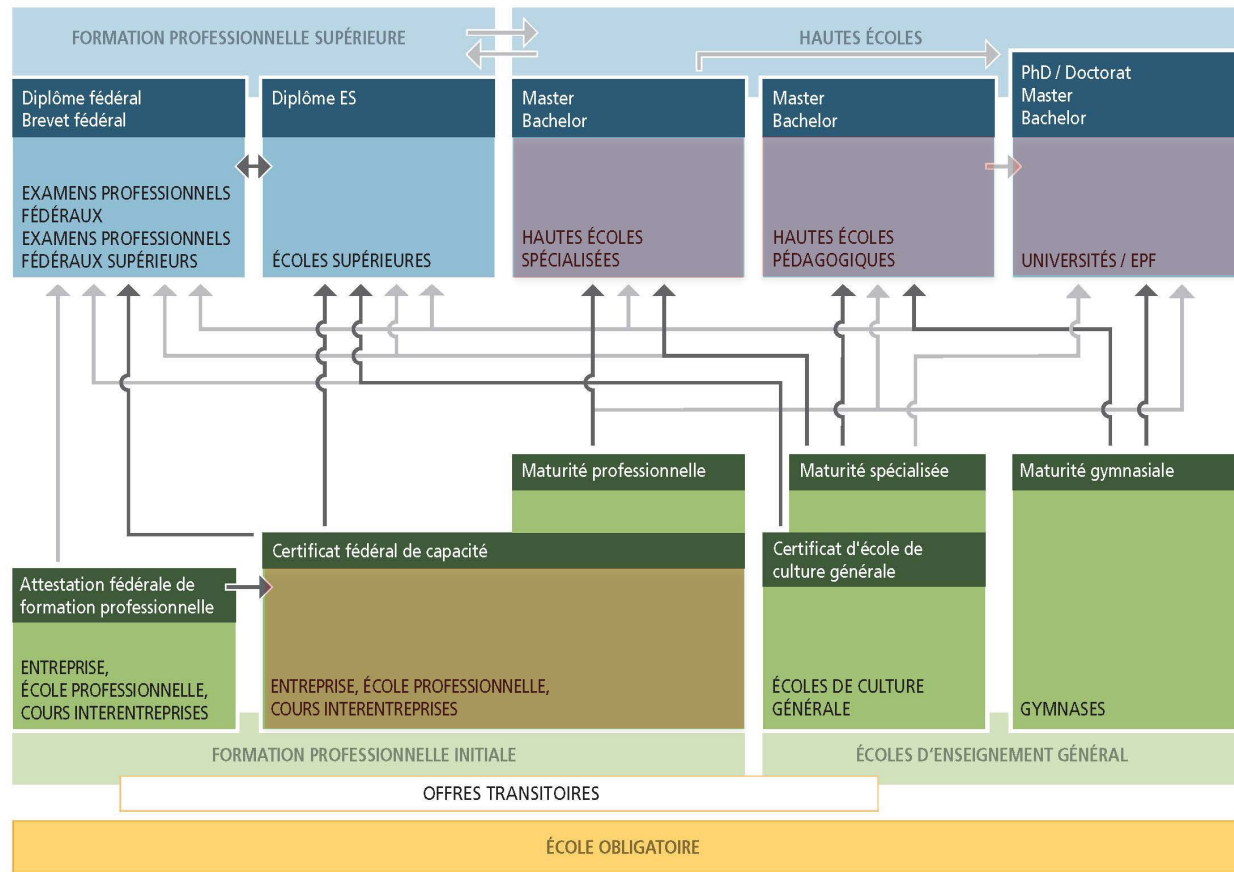 FORMATION PROFESSIONNELLE SUPÉRIEURE
HAUTES ÉCOLES
Diplôme fédéral
Brevet fédéral
EXAMENS PROFESSIONNELS
FÉDÉRAUX
EXAMENS PROFESSIONNELS
FÉDÉRAUX SUPÉRIEURS
Diplôme ES
ÉCOLES SUPÉRIEURES
Master
Bachelor
HAUTES ÉCOLES
SPÉCIALISÉES
Master
Bachelor
HAUTES ÉCOLES
PÉDAGOGIQUES
PhD / Doctorat
Master
Bachelor
UNIVERSITÉS / EPF
Maturité professionnelle
Maturité spécialisée
Maturité gymnasiale
Attestation fédérale de
formation professionnelle
ENTREPRISE,
ÉCOLE PROFESSIONNELLE,
COURS INTERENTREPRISES
Certificat fédéral de capacité
ENTREPRISE, ÉCOLE PROFESSIONNELLE,
COURS INTERENTREPRISES
Certificat d'école de
culture générale
ÉCOLES DE CULTURE
GÉNÉRALE
GYMNASES
FORMATION PROFESSIONNELLE INITIALE
ÉCOLES D'ENSEIGNEMENT GÉNÉRAL
OFFRES TRANSITOIRES
ÉCOLE OBLIGATOIRE